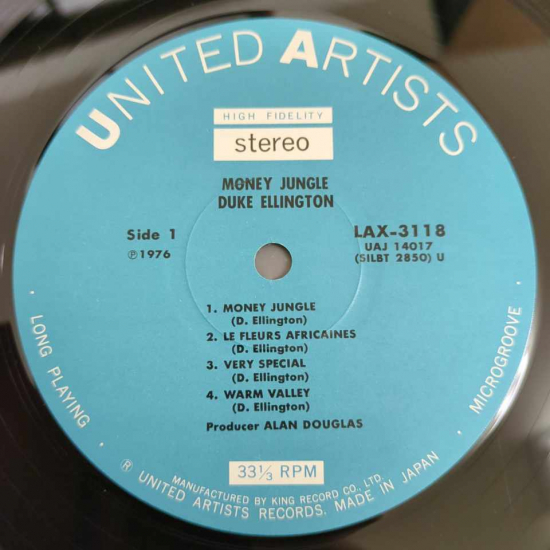 UNITED ARTISTS
HIGH FIDELITY
stereo
MONEY JUNGLE
DUKE ELLINGTON
Side 1
Ⓟ1976
LAX-3118
UAJ 14017
(SILBT 2850) U
1. MONEY JUNGLE
(D. Ellington)
2. LE FLEURS AFRICAINES
(D. Ellington)
3. VERY SPECIAL
(D. Ellington)
4. WARM VALLEY
(D. Ellington)
Producer ALAN DOUGLAS
33⅓ RPM
· LONG PLAYING ·
· MICROGROOVE ·
MANUFACTURED BY KING RECORD CO., LTD.
® UNITED ARTISTS RECORDS. MADE IN JAPAN